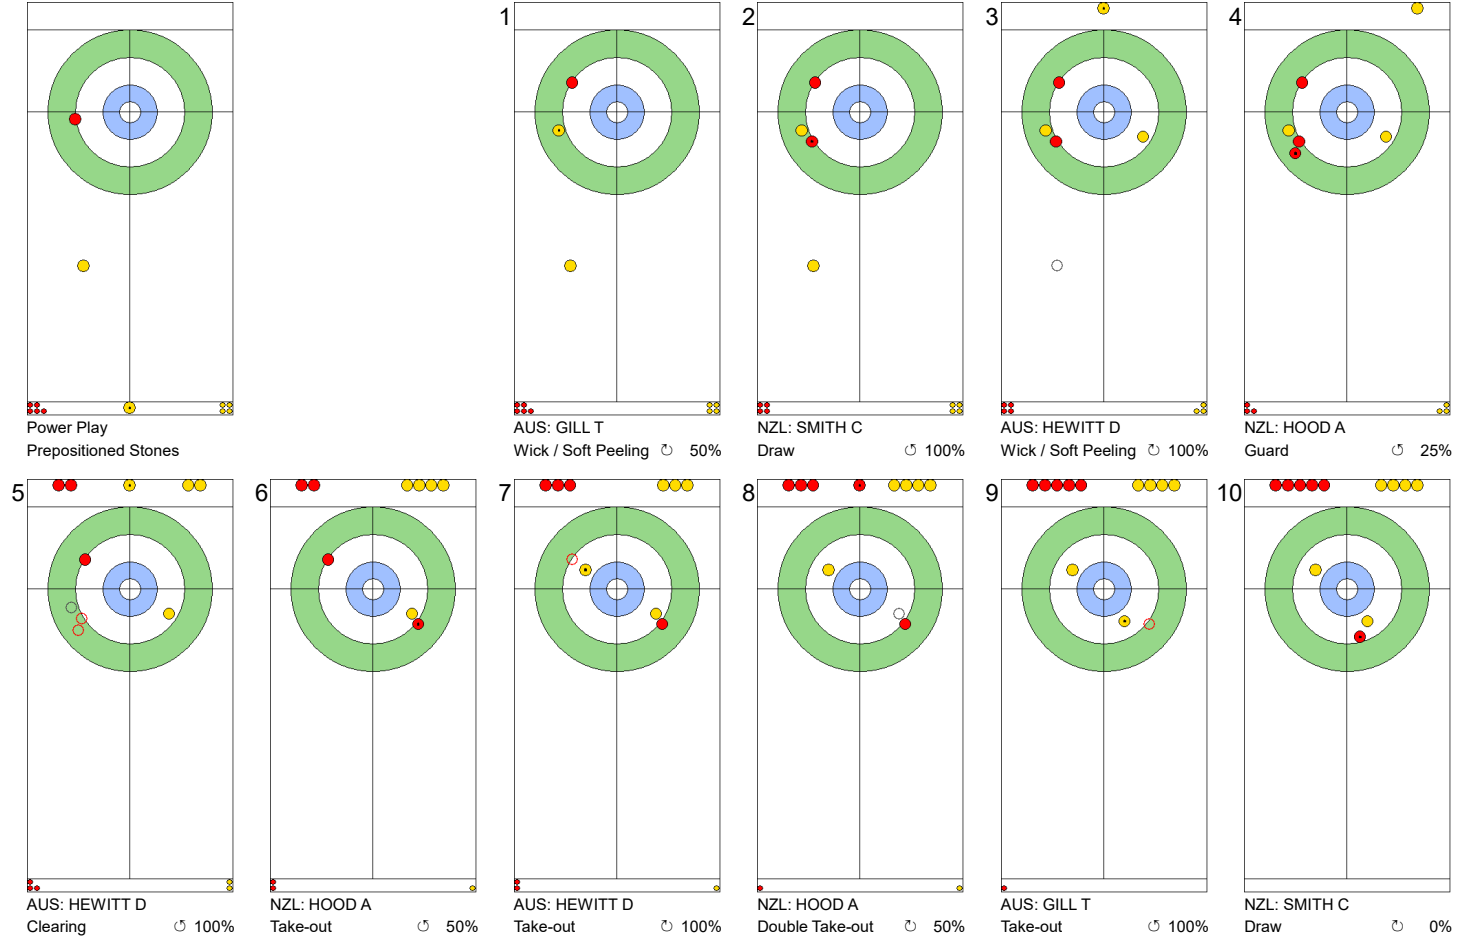 Power Play
Prepositioned Stones
1
AUS: GILL T
Wick / Soft Peeling 50%
2
NZL: SMITH C
Draw 100%
3
AUS: HEWITT D
Wick / Soft Peeling 100%
4
NZL: HOOD A
Guard 25%
5
AUS: HEWITT D
Clearing 100%
6
NZL: HOOD A
Take-out 50%
7
AUS: HEWITT D
Take-out 100%
8
NZL: HOOD A
Double Take-out 50%
9
AUS: GILL T
Take-out 100%
10
NZL: SMITH C
Draw 0%